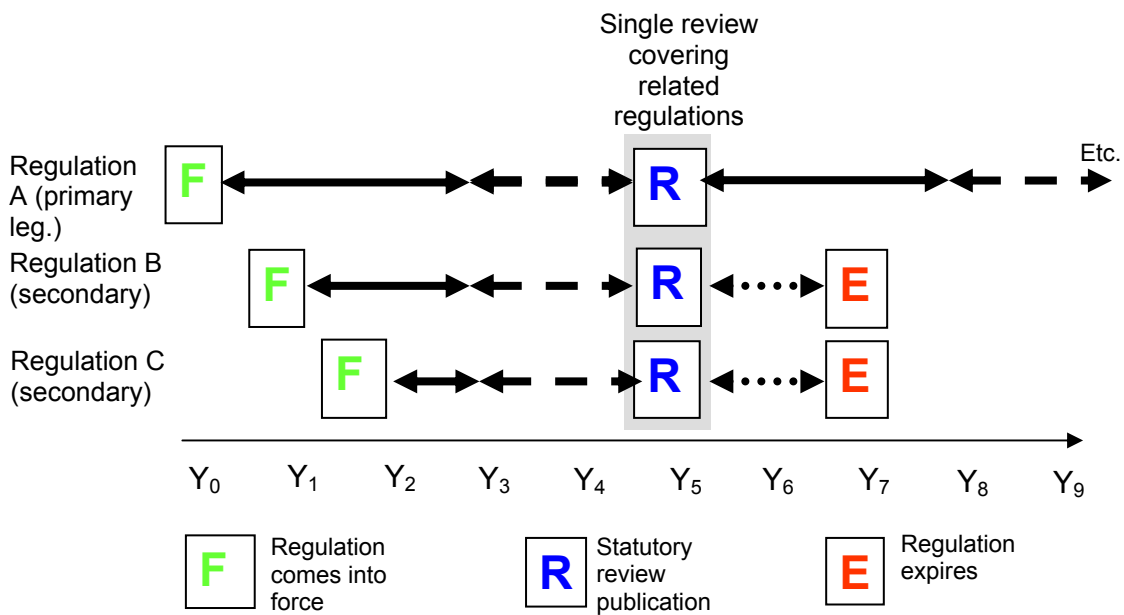 Single review
covering
related
regulations
Etc.
Regulation
A (primary
leg.)
F
R
Regulation B
(secondary)
F
R
E
Regulation C
(secondary)
F
R
E
Y0 Y1 Y2 Y3 Y4 Y5 Y6 Y7 Y8 Y9
F
Regulation
comes into
force
R
Statutory
review
publication
E
Regulation
expires